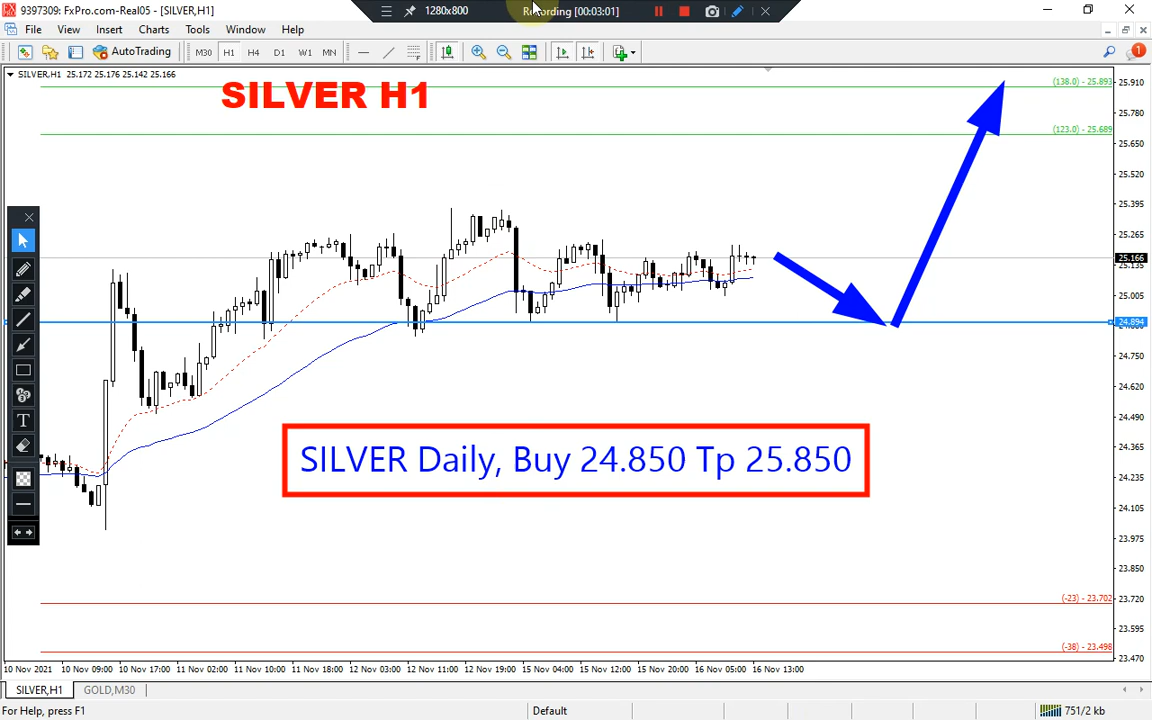 9397309: FxPro.com-Real05 - [SILVER,H1]
1280x800
Recording [00:03:01]
File View Insert Charts Tools Window Help
AutoTrading
M30 H1 H4 D1 W1 MN
1
SILVER,H1 25.172 25.176 25.142 25.166
SILVER H1
(138.0) - 25.893
25.910
25.780
(123.0) - 25.689
25.650
25.520
25.395
25.265
25.166
25.135
25.005
24.894
24.750
24.620
24.490
SILVER Daily, Buy 24.850 Tp 25.850
24.365
24.235
24.105
23.975
23.850
(-23) - 23.702
23.720
23.595
(-38) - 23.498
23.470
10 Nov 2021 10 Nov 09:00 10 Nov 17:00 11 Nov 02:00 11 Nov 10:00 11 Nov 18:00 12 Nov 03:00 12 Nov 11:00 12 Nov 19:00 15 Nov 04:00 15 Nov 12:00 15 Nov 20:00 16 Nov 05:00 16 Nov 13:00
SILVER,H1 GOLD,M30
For Help, press F1
Default
751/2 kb